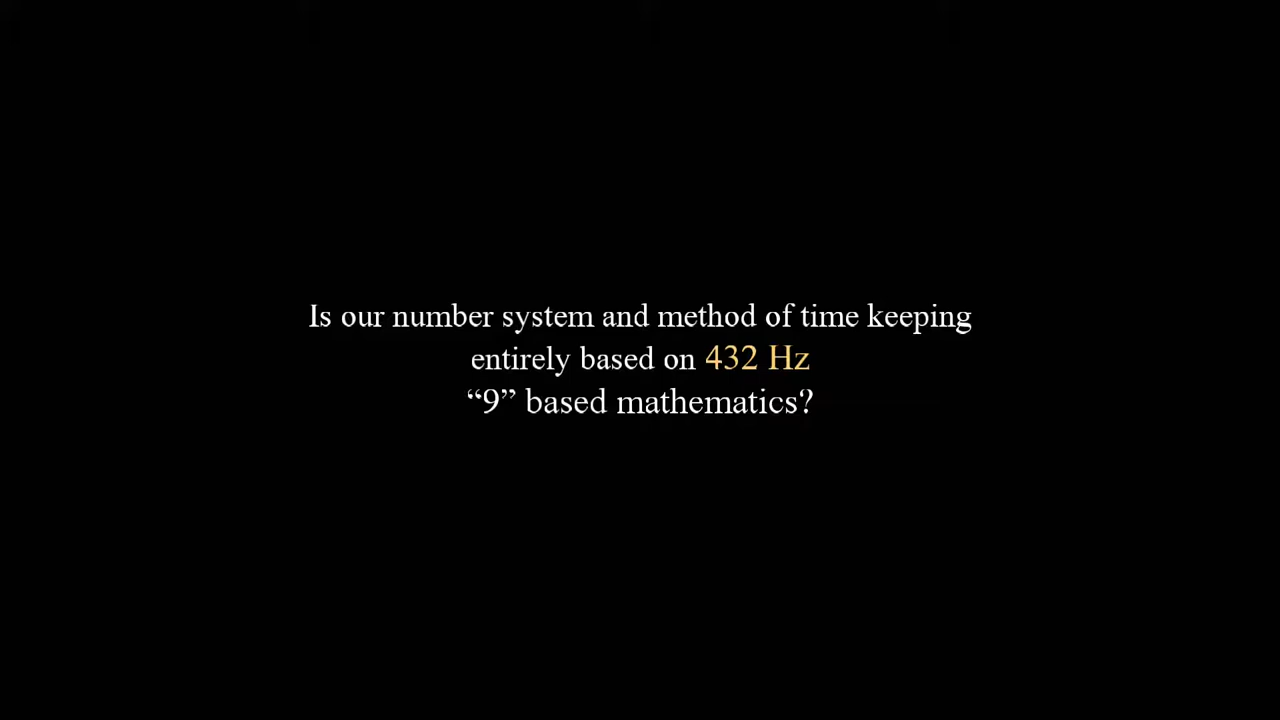 Is our number system and method of time keeping
entirely based on 432 Hz
“9” based mathematics?